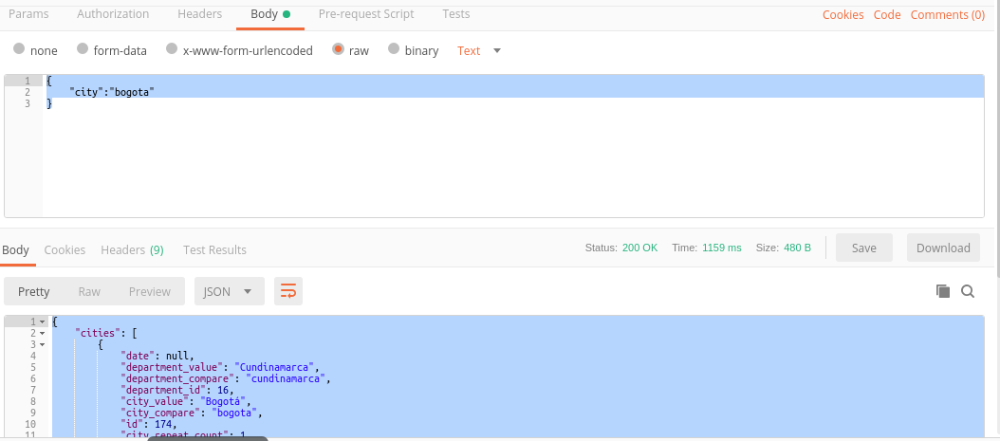 Params Authorization Headers Body Pre-request Script Tests Cookies Code Comments (0)
none form-data x-www-form-urlencoded raw binary Text
1 {
2 "city":"bogota"
3 }
Body Cookies Headers (9) Test Results Status: 200 OK Time: 1159 ms Size: 480 B Save Download
Pretty Raw Preview JSON
1 {
2 "cities": [
3 {
4 "date": null,
5 "department_value": "Cundinamarca",
6 "department_compare": "cundinamarca",
7 "department_id": 16,
8 "city_value": "Bogotá",
9 "city_compare": "bogota",
10 "id": 174,
11 "city_repeat_count": 1